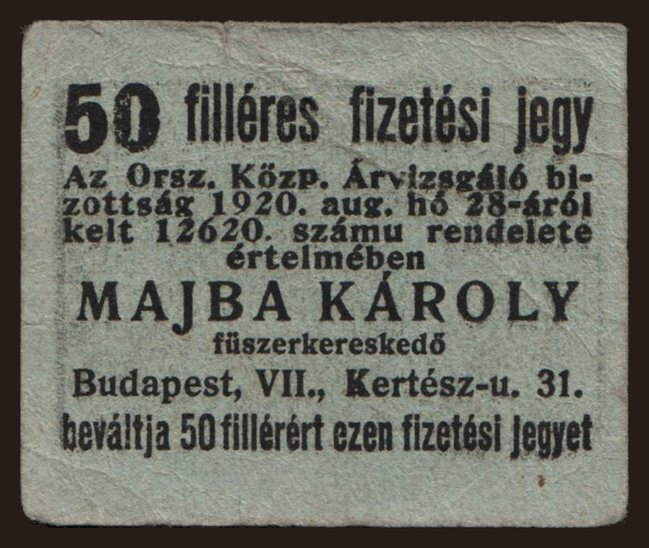 50 filléres fizetési jegy
Az Orsz. Közp. Árvizsgáló bi-
zottság 1920. aug. hó 28-áról
kelt 12620. számu rendelete
értelmében
MAJBA KÁROLY
füszerkereskedő
Budapest, VII., Kertész-u. 31.
beváltja 50 fillérért ezen fizetési jegyet